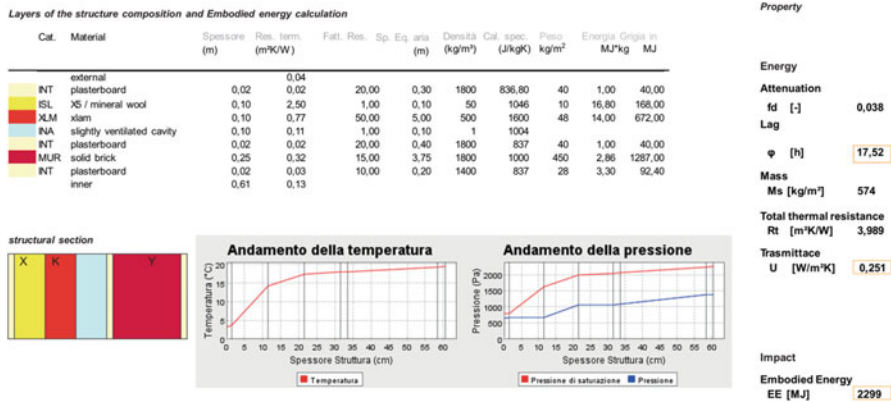 Layers of the structure composition and Embodied energy calculation
Cat. Material Spessore Res. term. Fatt. Res. Sp. Eq. aria Densità Cal. spec. Peso Energia Grigia in
(m) (m²K/W) (m) (kg/m³) (J/kgK) kg/m² MJ*kg MJ
external 0,04
INT plasterboard 0,02 0,02 20,00 0,30 1800 836,80 40 1,00 40,00
ISL X5 / mineral wool 0,10 2,50 1,00 0,10 50 1046 10 16,80 168,00
XLM xlam 0,10 0,77 50,00 5,00 500 1600 48 14,00 672,00
INA slightly ventilated cavity 0,10 0,11 1,00 0,10 1 1004
INT plasterboard 0,02 0,02 20,00 0,40 1800 837 40 1,00 40,00
MUR solid brick 0,25 0,32 15,00 3,75 1800 1000 450 2,86 1287,00
INT plasterboard 0,02 0,03 10,00 0,20 1400 837 28 3,30 92,40
inner 0,61 0,13
structural section
X K Y
Andamento della temperatura
Temperatura (°C)
20
15
10
5
0
0 5 10 15 20 25 30 35 40 45 50 55 60
Spessore Struttura (cm)
Temperatura
Andamento della pressione
Pressione (Pa)
2000
1500
1000
500
0 5 10 15 20 25 30 35 40 45 50 55 60
Spessore Struttura (cm)
Pressione di saturazione Pressione
Property
Energy
Attenuation
fd [-] 0,038
Lag
φ [h] 17,52
Mass
Ms [kg/m²] 574
Total thermal resistance
Rt [m²K/W] 3,989
Trasmittace
U [W/m²K] 0,251
Impact
Embodied Energy
EE [MJ] 2299